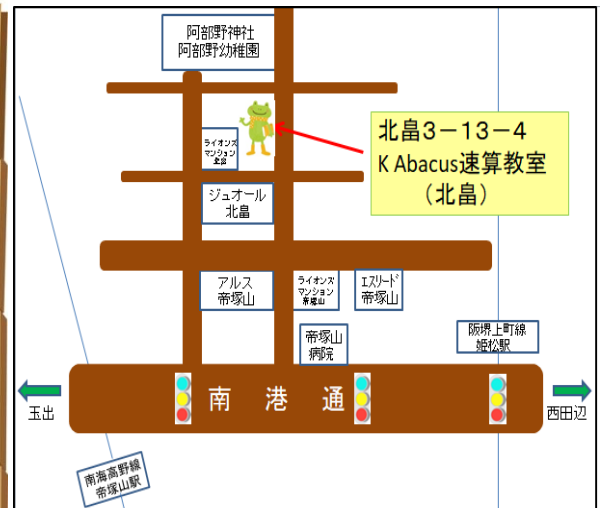 阿部野神社
阿部野幼稚園
ライオンズ
マンション
北畠
北畠3－13－4
K Abacus速算教室
（北畠）
ジュオール
北畠
アルス
帝塚山
ライオンズ
マンション
帝塚山
エスリード
帝塚山
帝塚山
病院
阪堺上町線
姫松駅
南港通
玉出
西田辺
南海高野線
帝塚山駅